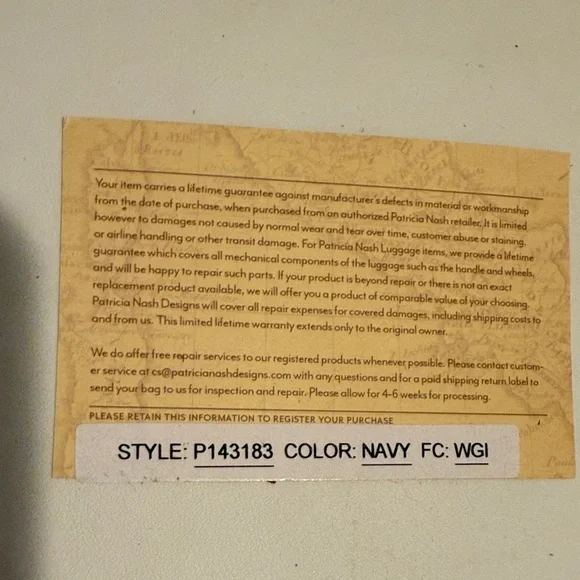 Your item carries a lifetime guarantee against manufacturer's defects in material or workmanship
from the date of purchase, when purchased from an authorized Patricia Nash retailer. It is limited
however to damages not caused by normal wear and tear over time, customer abuse or staining,
or airline handling or other transit damage. For Patricia Nash Luggage items, we provide a lifetime
guarantee which covers all mechanical components of the luggage such as the handle and wheels,
and will be happy to repair such parts. If your product is beyond repair or there is not an exact
replacement product available, we will offer you a product of comparable value of your choosing.
Patricia Nash Designs will cover all repair expenses for covered damages, including shipping costs to
and from us. This limited lifetime warranty extends only to the original owner.
We do offer free repair services to our registered products whenever possible. Please contact custom-
er service at cs@patricianashdesigns.com with any questions and for a paid shipping return label to
send your bag to us for inspection and repair. Please allow for 4-6 weeks for processing.
PLEASE RETAIN THIS INFORMATION TO REGISTER YOUR PURCHASE
STYLE: P143183 COLOR: NAVY FC: WGI